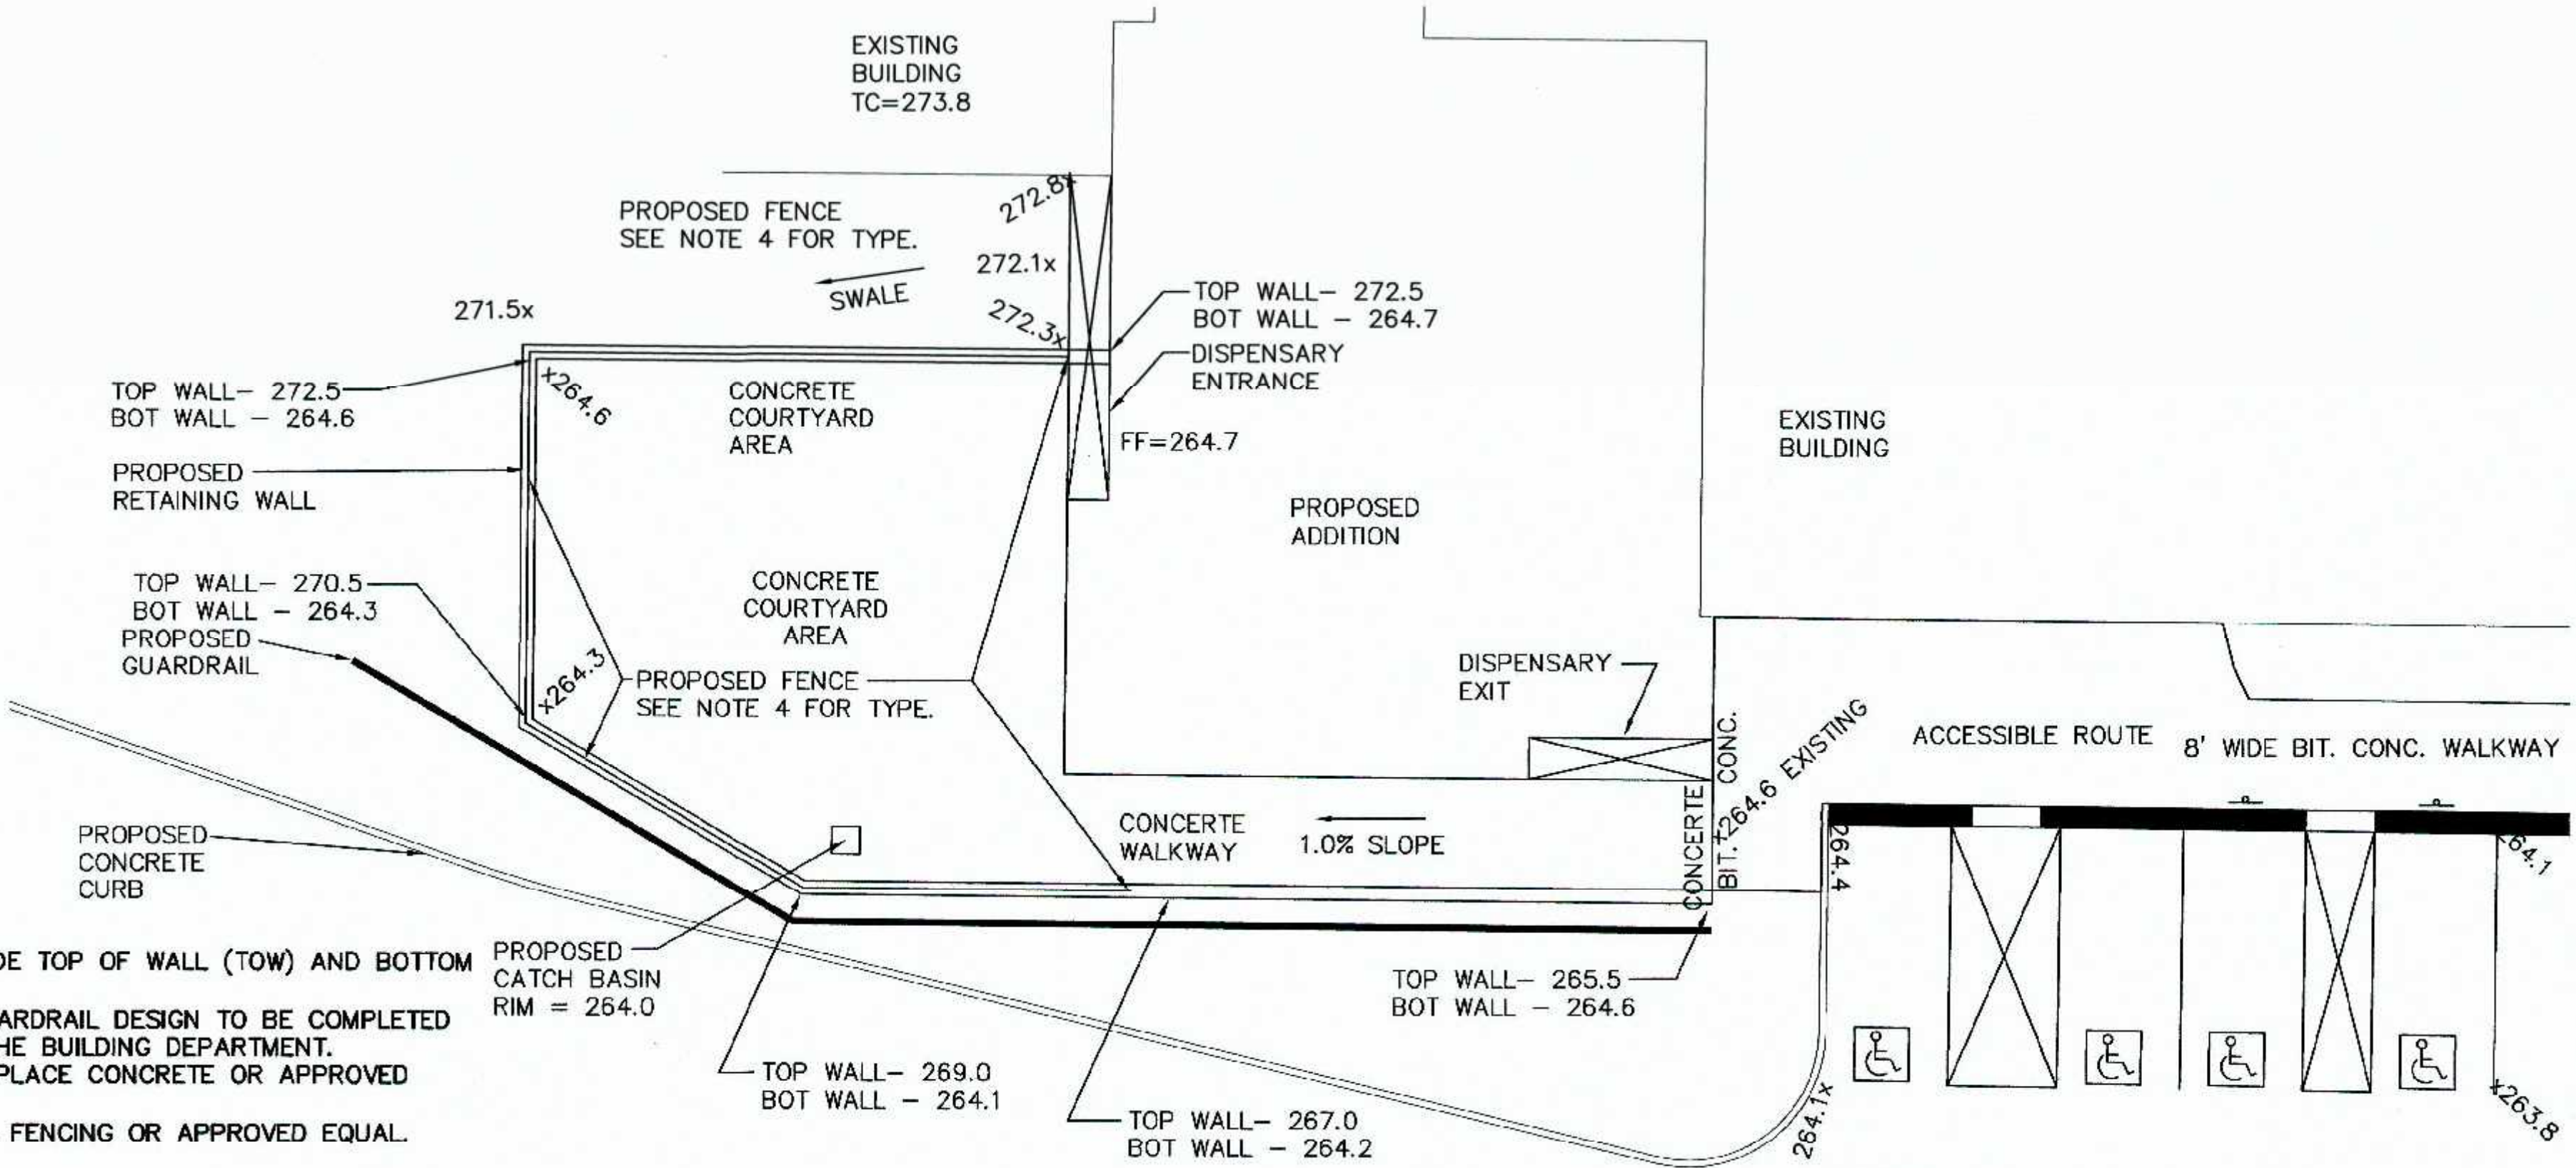 EXISTING
BUILDING
TC=273.8
PROPOSED FENCE
SEE NOTE 4 FOR TYPE.
272.8x
272.1x
SWALE
271.5x
272.3x
TOP WALL- 272.5
BOT WALL - 264.7
DISPENSARY
ENTRANCE
TOP WALL- 272.5
BOT WALL - 264.6
x264.6
CONCRETE
COURTYARD
AREA
FF=264.7
EXISTING
BUILDING
PROPOSED
RETAINING WALL
PROPOSED
ADDITION
TOP WALL- 270.5
BOT WALL - 264.3
CONCRETE
COURTYARD
AREA
PROPOSED
GUARDRAIL
x264.3
PROPOSED FENCE
SEE NOTE 4 FOR TYPE.
DISPENSARY
EXIT
CONCERTE
BIT. CONC.
x264.6 EXISTING
ACCESSIBLE ROUTE
8' WIDE BIT. CONC. WALKWAY
PROPOSED
CONCRETE
CURB
CONCERTE
WALKWAY
1.0% SLOPE
264.4
264.1
DE TOP OF WALL (TOW) AND BOTTOM
ARDRAIL DESIGN TO BE COMPLETED
HE BUILDING DEPARTMENT.
PLACE CONCRETE OR APPROVED
FENCING OR APPROVED EQUAL.
PROPOSED
CATCH BASIN
RIM = 264.0
TOP WALL- 265.5
BOT WALL - 264.6
TOP WALL- 269.0
BOT WALL - 264.1
TOP WALL- 267.0
BOT WALL - 264.2
264.1x
x263.8